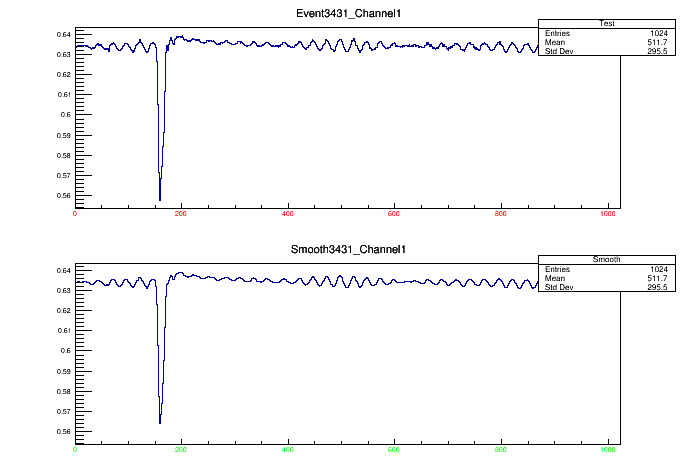 Event3431_Channel1
Test
Entries 1024
Mean 511.7
Std Dev 295.5
0.64
0.63
0.62
0.61
0.6
0.59
0.58
0.57
0.56
0 200 400 600 800 1000
Smooth3431_Channel1
Smooth
Entries 1024
Mean 511.7
Std Dev 295.5
0.64
0.63
0.62
0.61
0.6
0.59
0.58
0.57
0.56
0 200 400 600 800 1000